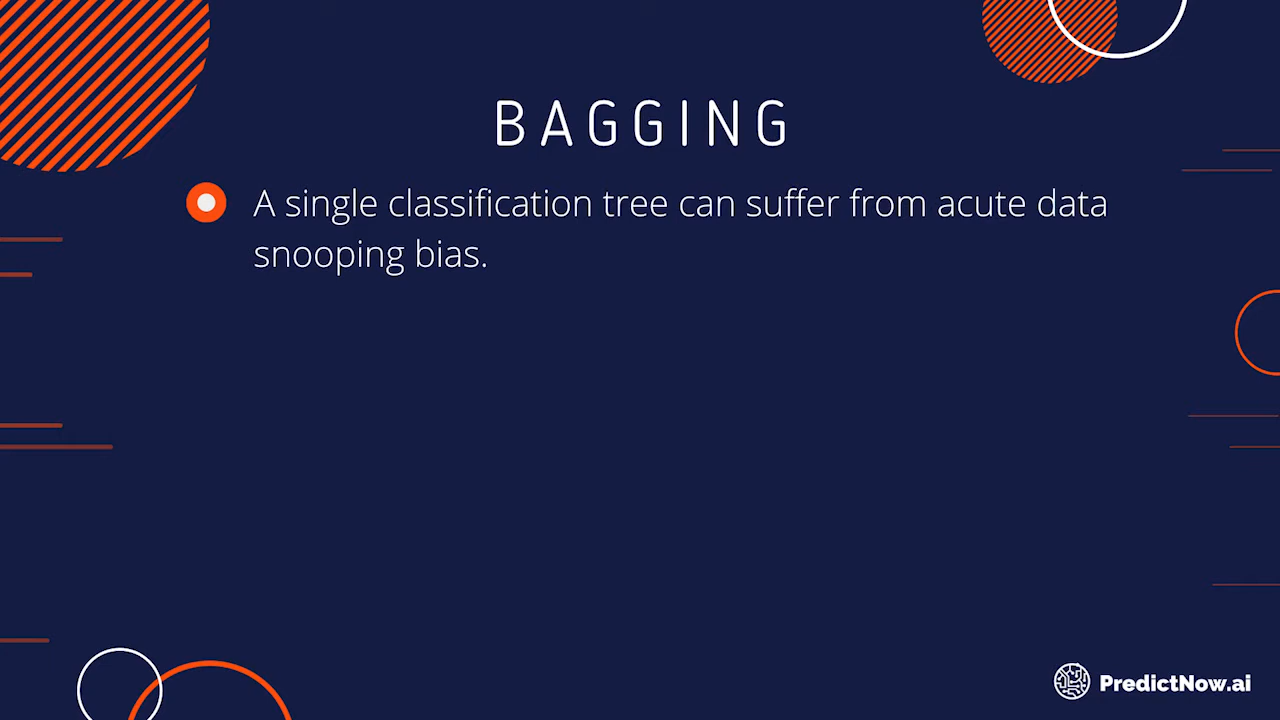 BAGGING
A single classification tree can suffer from acute data
snooping bias.
PredictNow.ai